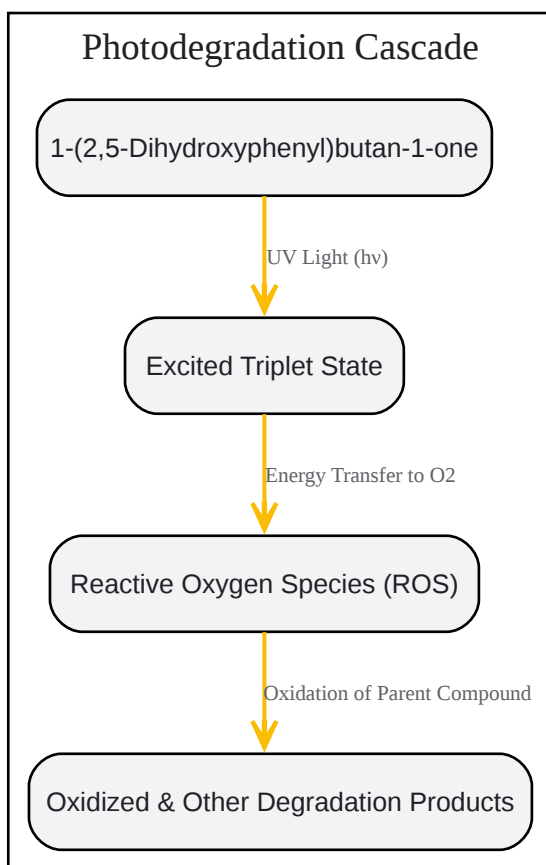 Photodegradation Cascade
1-(2,5-Dihydroxyphenyl)butan-1-one
UV Light (hν)
Excited Triplet State
Energy Transfer to O2
Reactive Oxygen Species (ROS)
Oxidation of Parent Compound
Oxidized & Other Degradation Products